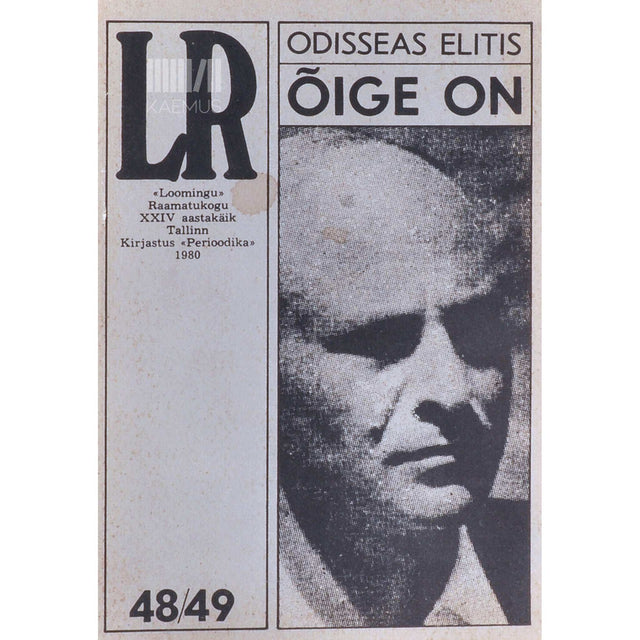 LR
KAEMUS
«Loomingu»
Raamatukogu
XXIV aastakäik
Tallinn
Kirjastus «Perioodika»
1980
48/49
ODISSEAS ELITIS
ÕIGE ON